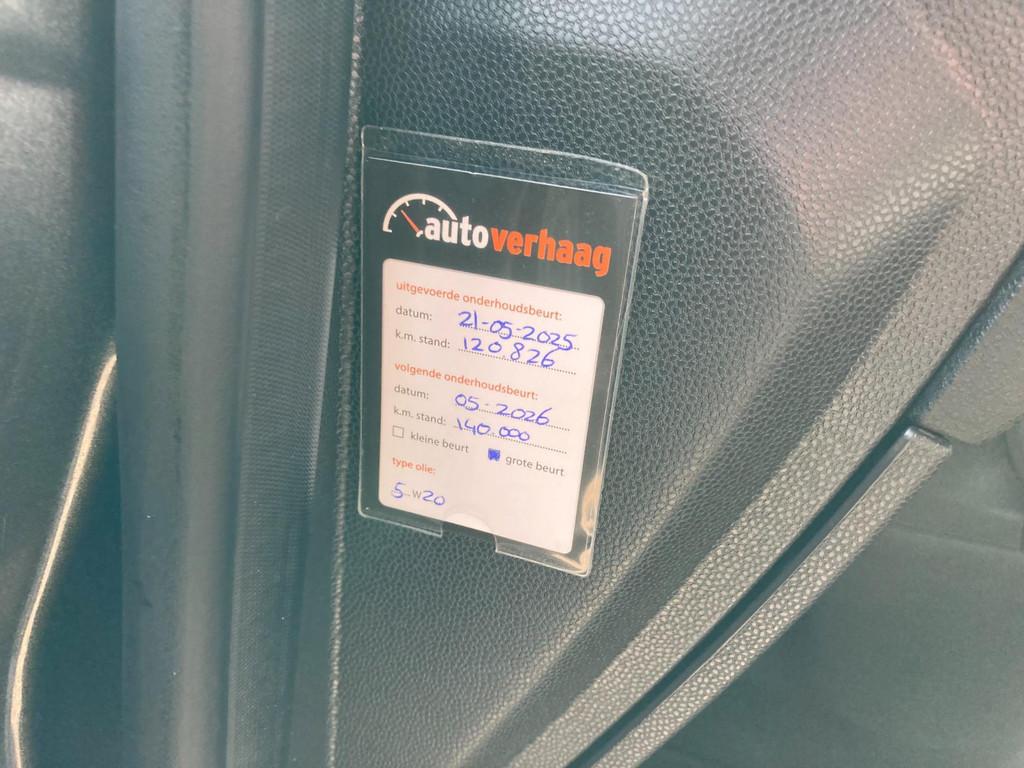 autoverhaag
uitgevoerde onderhoudsbeurt:
datum: 21-05-2025
k.m. stand: 120.826
volgende onderhoudsbeurt:
datum: 05-2026
k.m. stand: 140.000
kleine beurt grote beurt
type olie:
5 W20